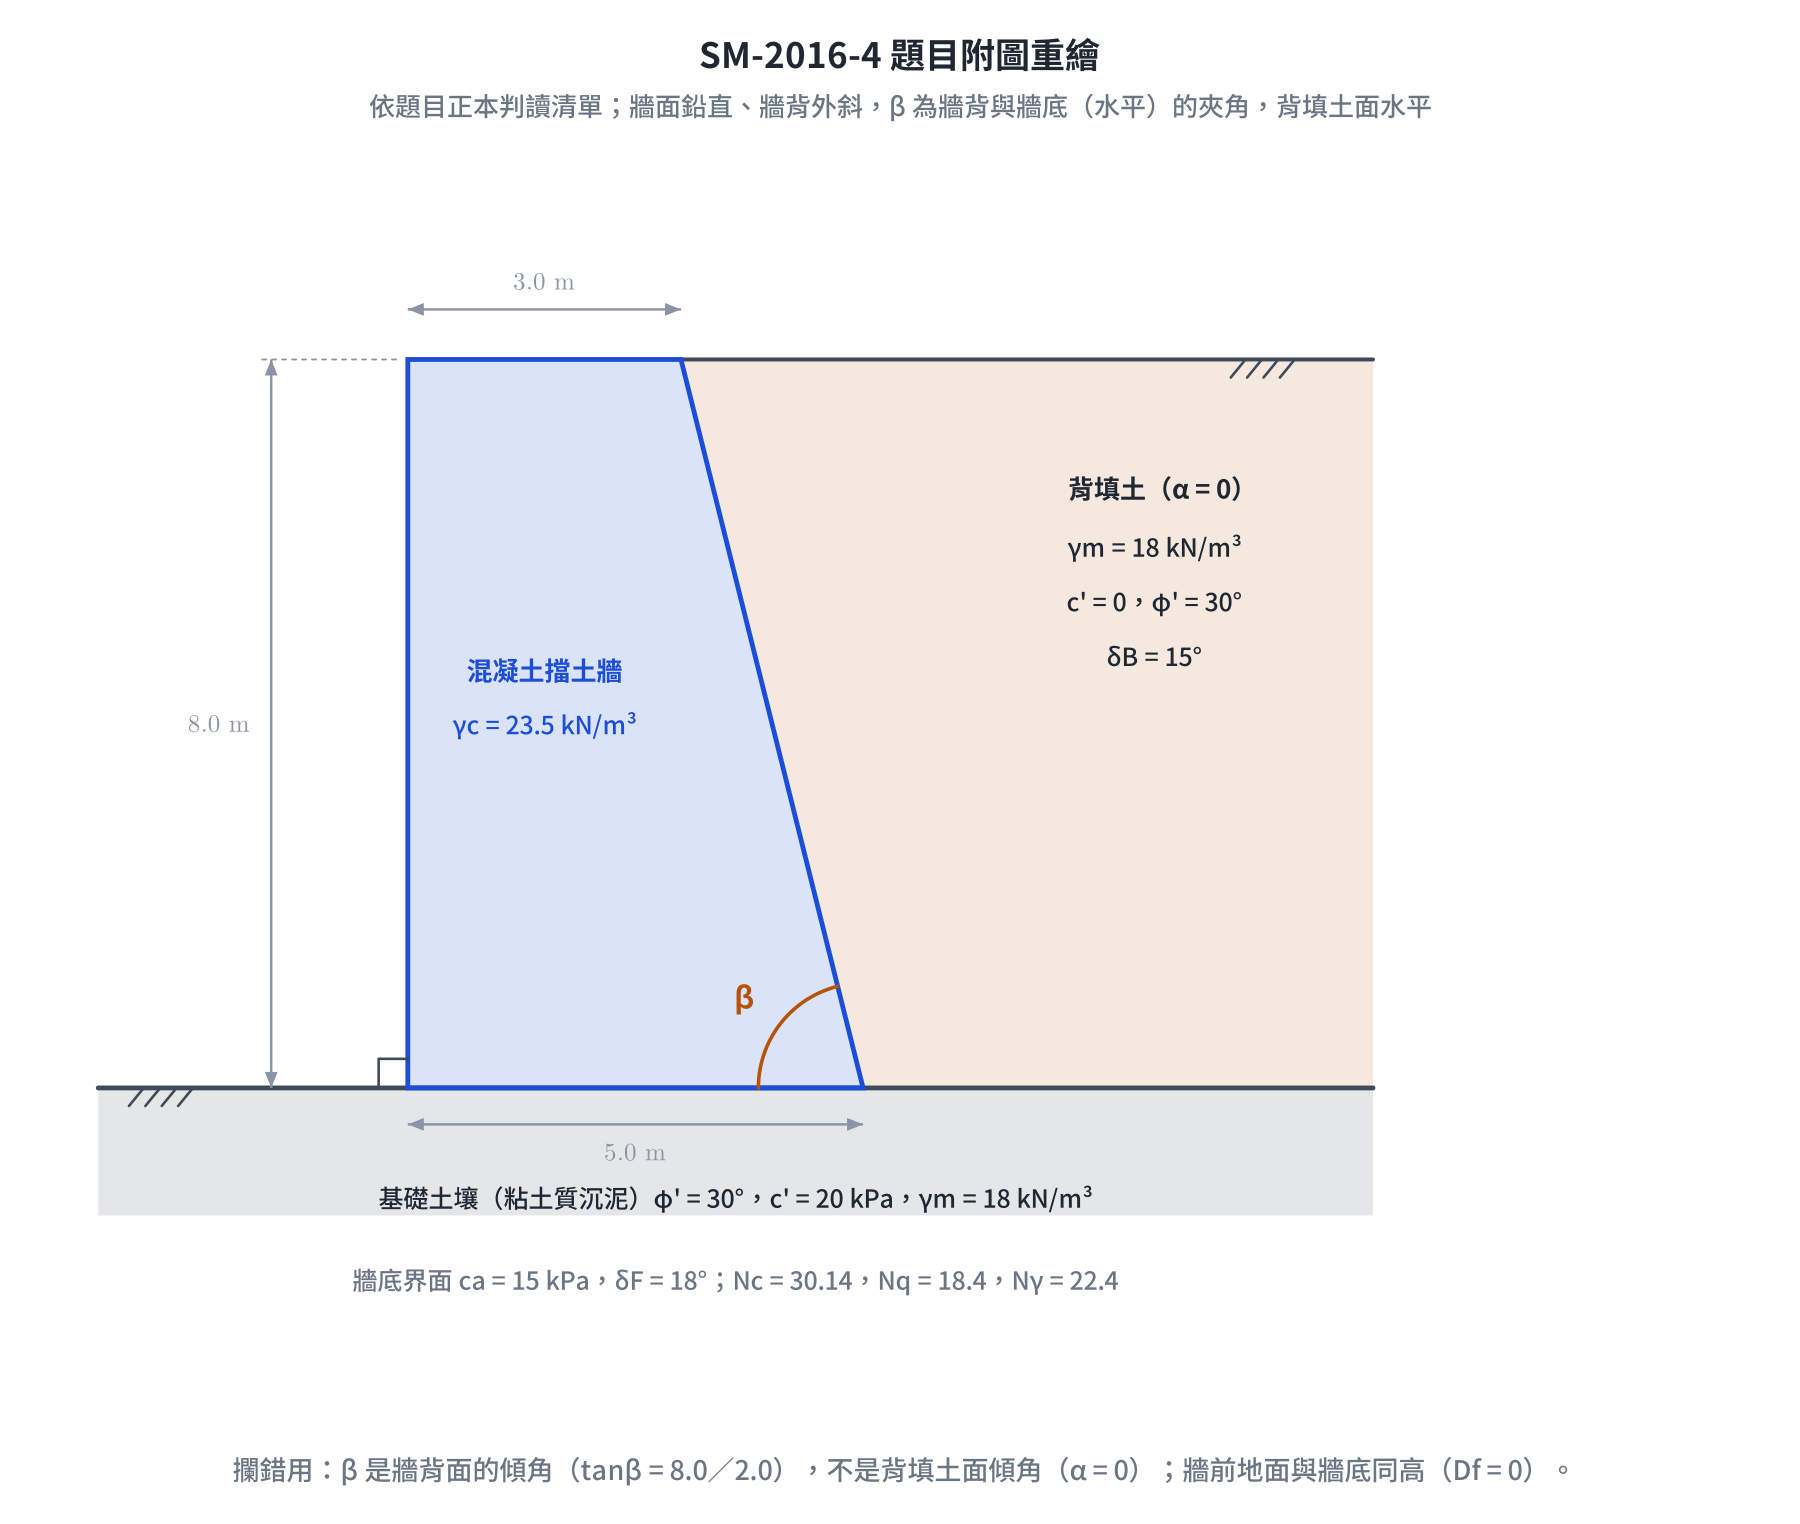 SM-2016-4 題目附圖重繪
依題目正本判讀清單；牆面鉛直、牆背外斜，β 為牆背與牆底（水平）的夾角，背填土面水平
3.0 m
背填土（α = 0）
γm = 18 kN/m³
c' = 0，ϕ' = 30°
δB = 15°
混凝土擋土牆
γc = 23.5 kN/m³
8.0 m
β
5.0 m
基礎土壤（粘土質沉泥）ϕ' = 30°，c' = 20 kPa，γm = 18 kN/m³
牆底界面 ca = 15 kPa，δF = 18°；Nc = 30.14，Nq = 18.4，Nγ = 22.4
攔錯用：β 是牆背面的傾角（tanβ = 8.0／2.0），不是背填土面傾角（α = 0）；牆前地面與牆底同高（Df = 0）。